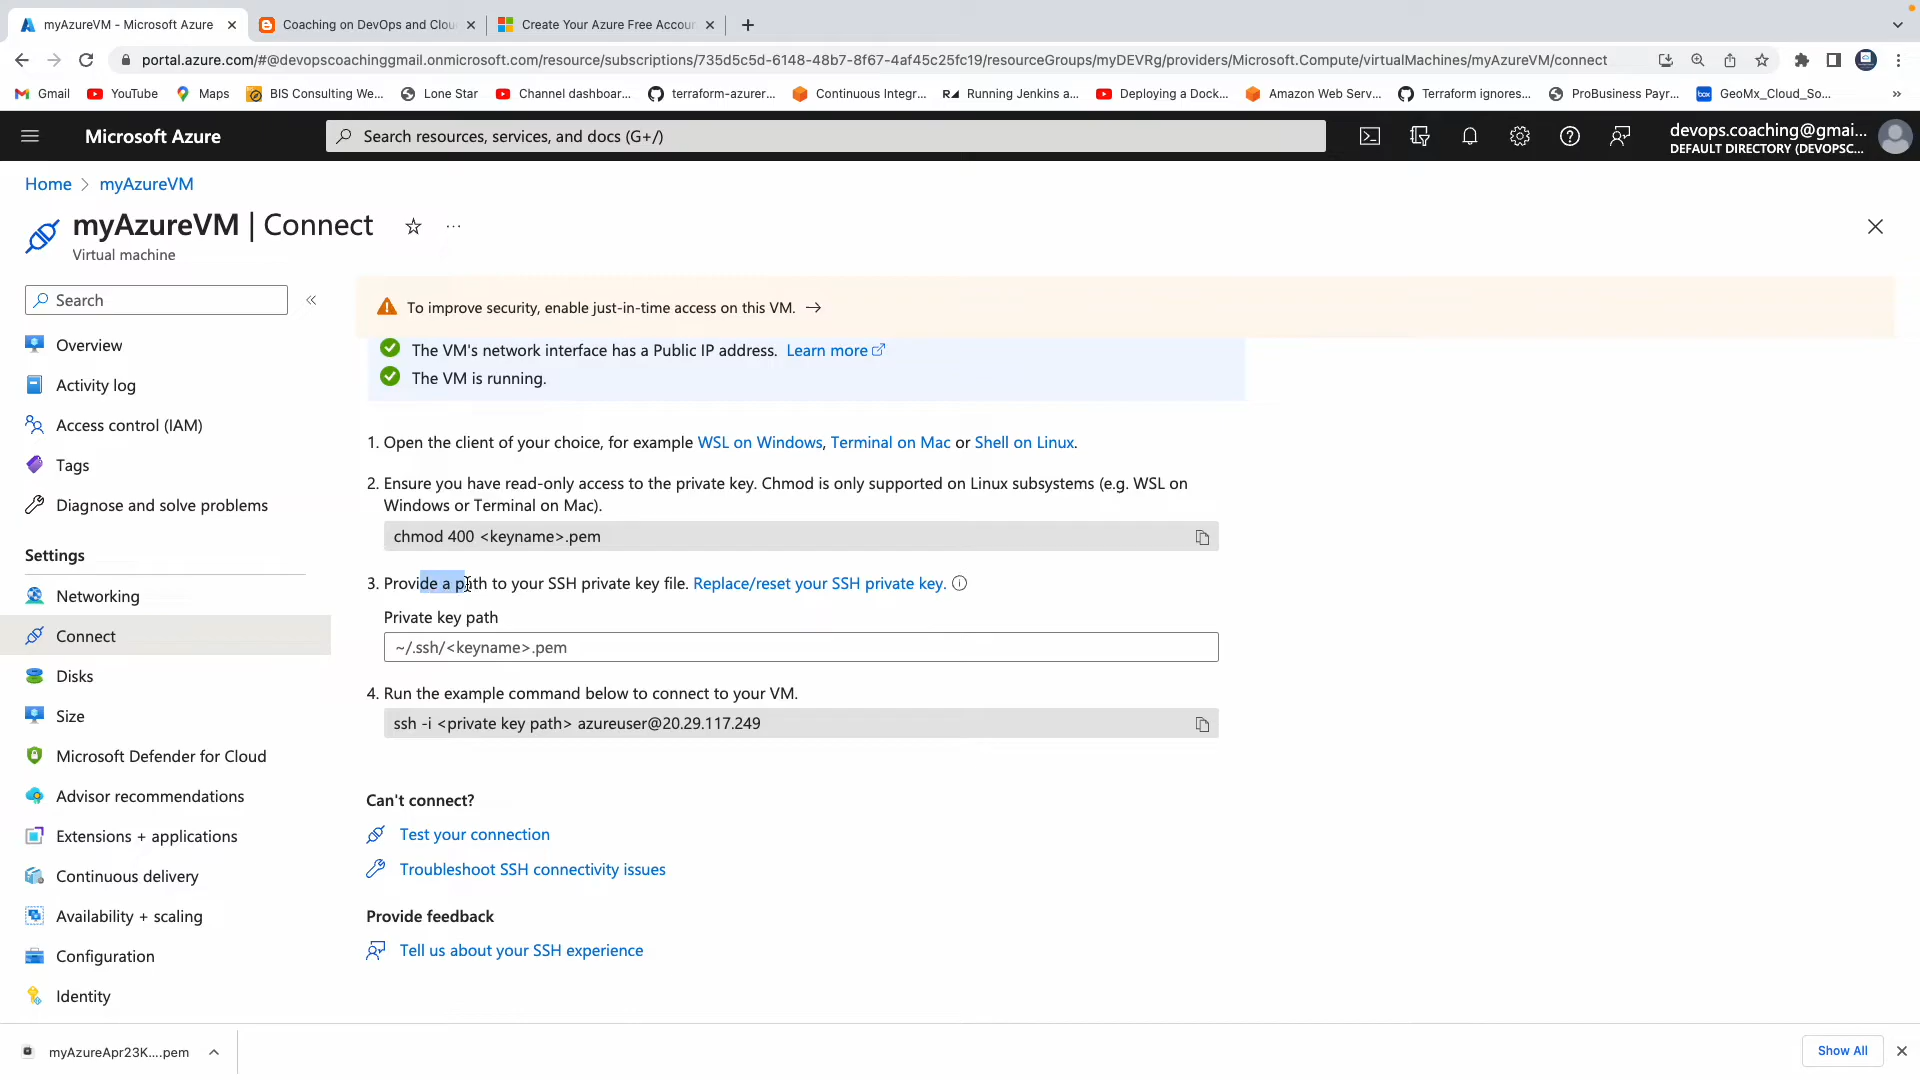 myAzureVM - Microsoft Azure
Coaching on DevOps and Clou
Create Your Azure Free Accou
portal.azure.com/#@devopscoachinggmail.onmicrosoft.com/resource/subscriptions/735d5c5d-6148-48b7-8f67-4af45c25fc19/resourceGroups/myDEVRg/providers/Microsoft.Compute/virtualMachines/myAzureVM/connect
Gmail
YouTube
Maps
BIS Consulting We...
Lone Star
Channel dashboar...
terraform-azurer...
Continuous Integr...
Running Jenkins a...
Deploying a Dock...
Amazon Web Serv...
Terraform ignores...
ProBusiness Payr...
GeoMx_Cloud_So...
Microsoft Azure
Search resources, services, and docs (G+/)
devops.coaching@gmai...
DEFAULT DIRECTORY (DEVOPSC...
Home > myAzureVM
myAzureVM | Connect
Virtual machine
Search
Overview
Activity log
Access control (IAM)
Tags
Diagnose and solve problems
Settings
Networking
Connect
Disks
Size
Microsoft Defender for Cloud
Advisor recommendations
Extensions + applications
Continuous delivery
Availability + scaling
Configuration
Identity
To improve security, enable just-in-time access on this VM. →
The VM's network interface has a Public IP address. Learn more
The VM is running.
1. Open the client of your choice, for example WSL on Windows, Terminal on Mac or Shell on Linux.
2. Ensure you have read-only access to the private key. Chmod is only supported on Linux subsystems (e.g. WSL on
Windows or Terminal on Mac).
chmod 400 <keyname>.pem
3. Provide a path to your SSH private key file. Replace/reset your SSH private key.
Private key path
~/.ssh/<keyname>.pem
4. Run the example command below to connect to your VM.
ssh -i <private key path> azureuser@20.29.117.249
Can't connect?
Test your connection
Troubleshoot SSH connectivity issues
Provide feedback
Tell us about your SSH experience
myAzureApr23K....pem
Show All